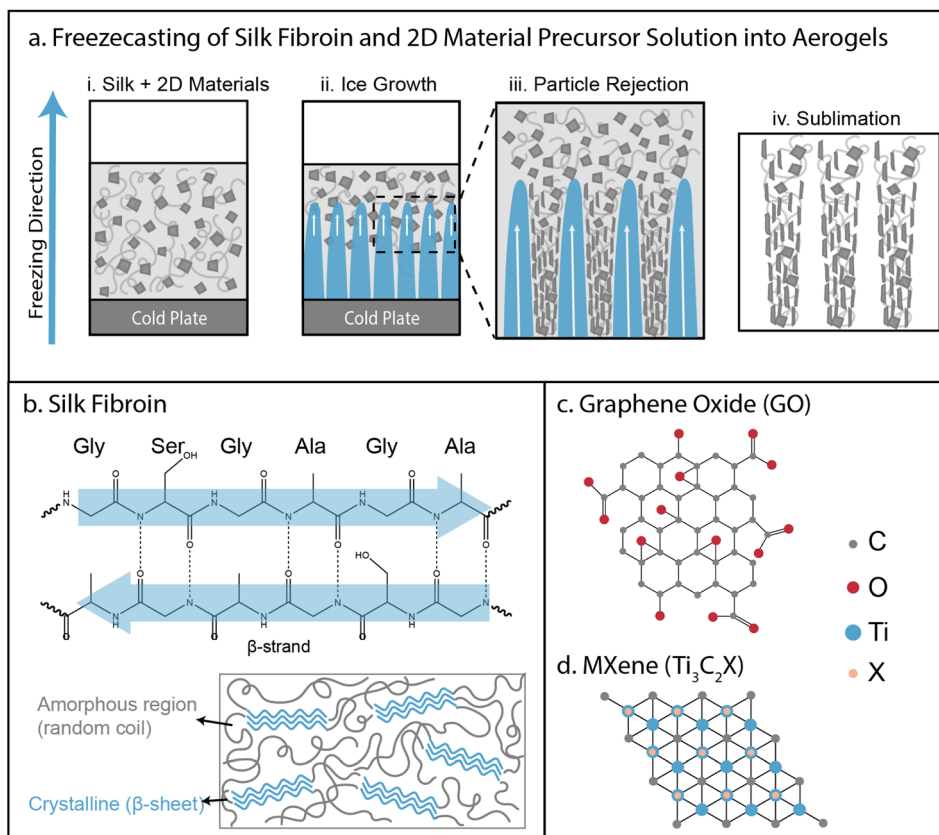 a. Freezecasting of Silk Fibroin and 2D Material Precursor Solution into Aerogels
Freezing Direction
i. Silk + 2D Materials
Cold Plate
ii. Ice Growth
Cold Plate
iii. Particle Rejection
iv. Sublimation
b. Silk Fibroin
Gly Ser Gly Ala Gly Ala
OH
O O O
H
N N N N
N N
H H
O O O
HO
O O O N
N N N
H H H
O O O
β-strand
Amorphous region
(random coil)
Crystalline (β-sheet)
c. Graphene Oxide (GO)
C
O
Ti
X
d. MXene (Ti₃C₂X)